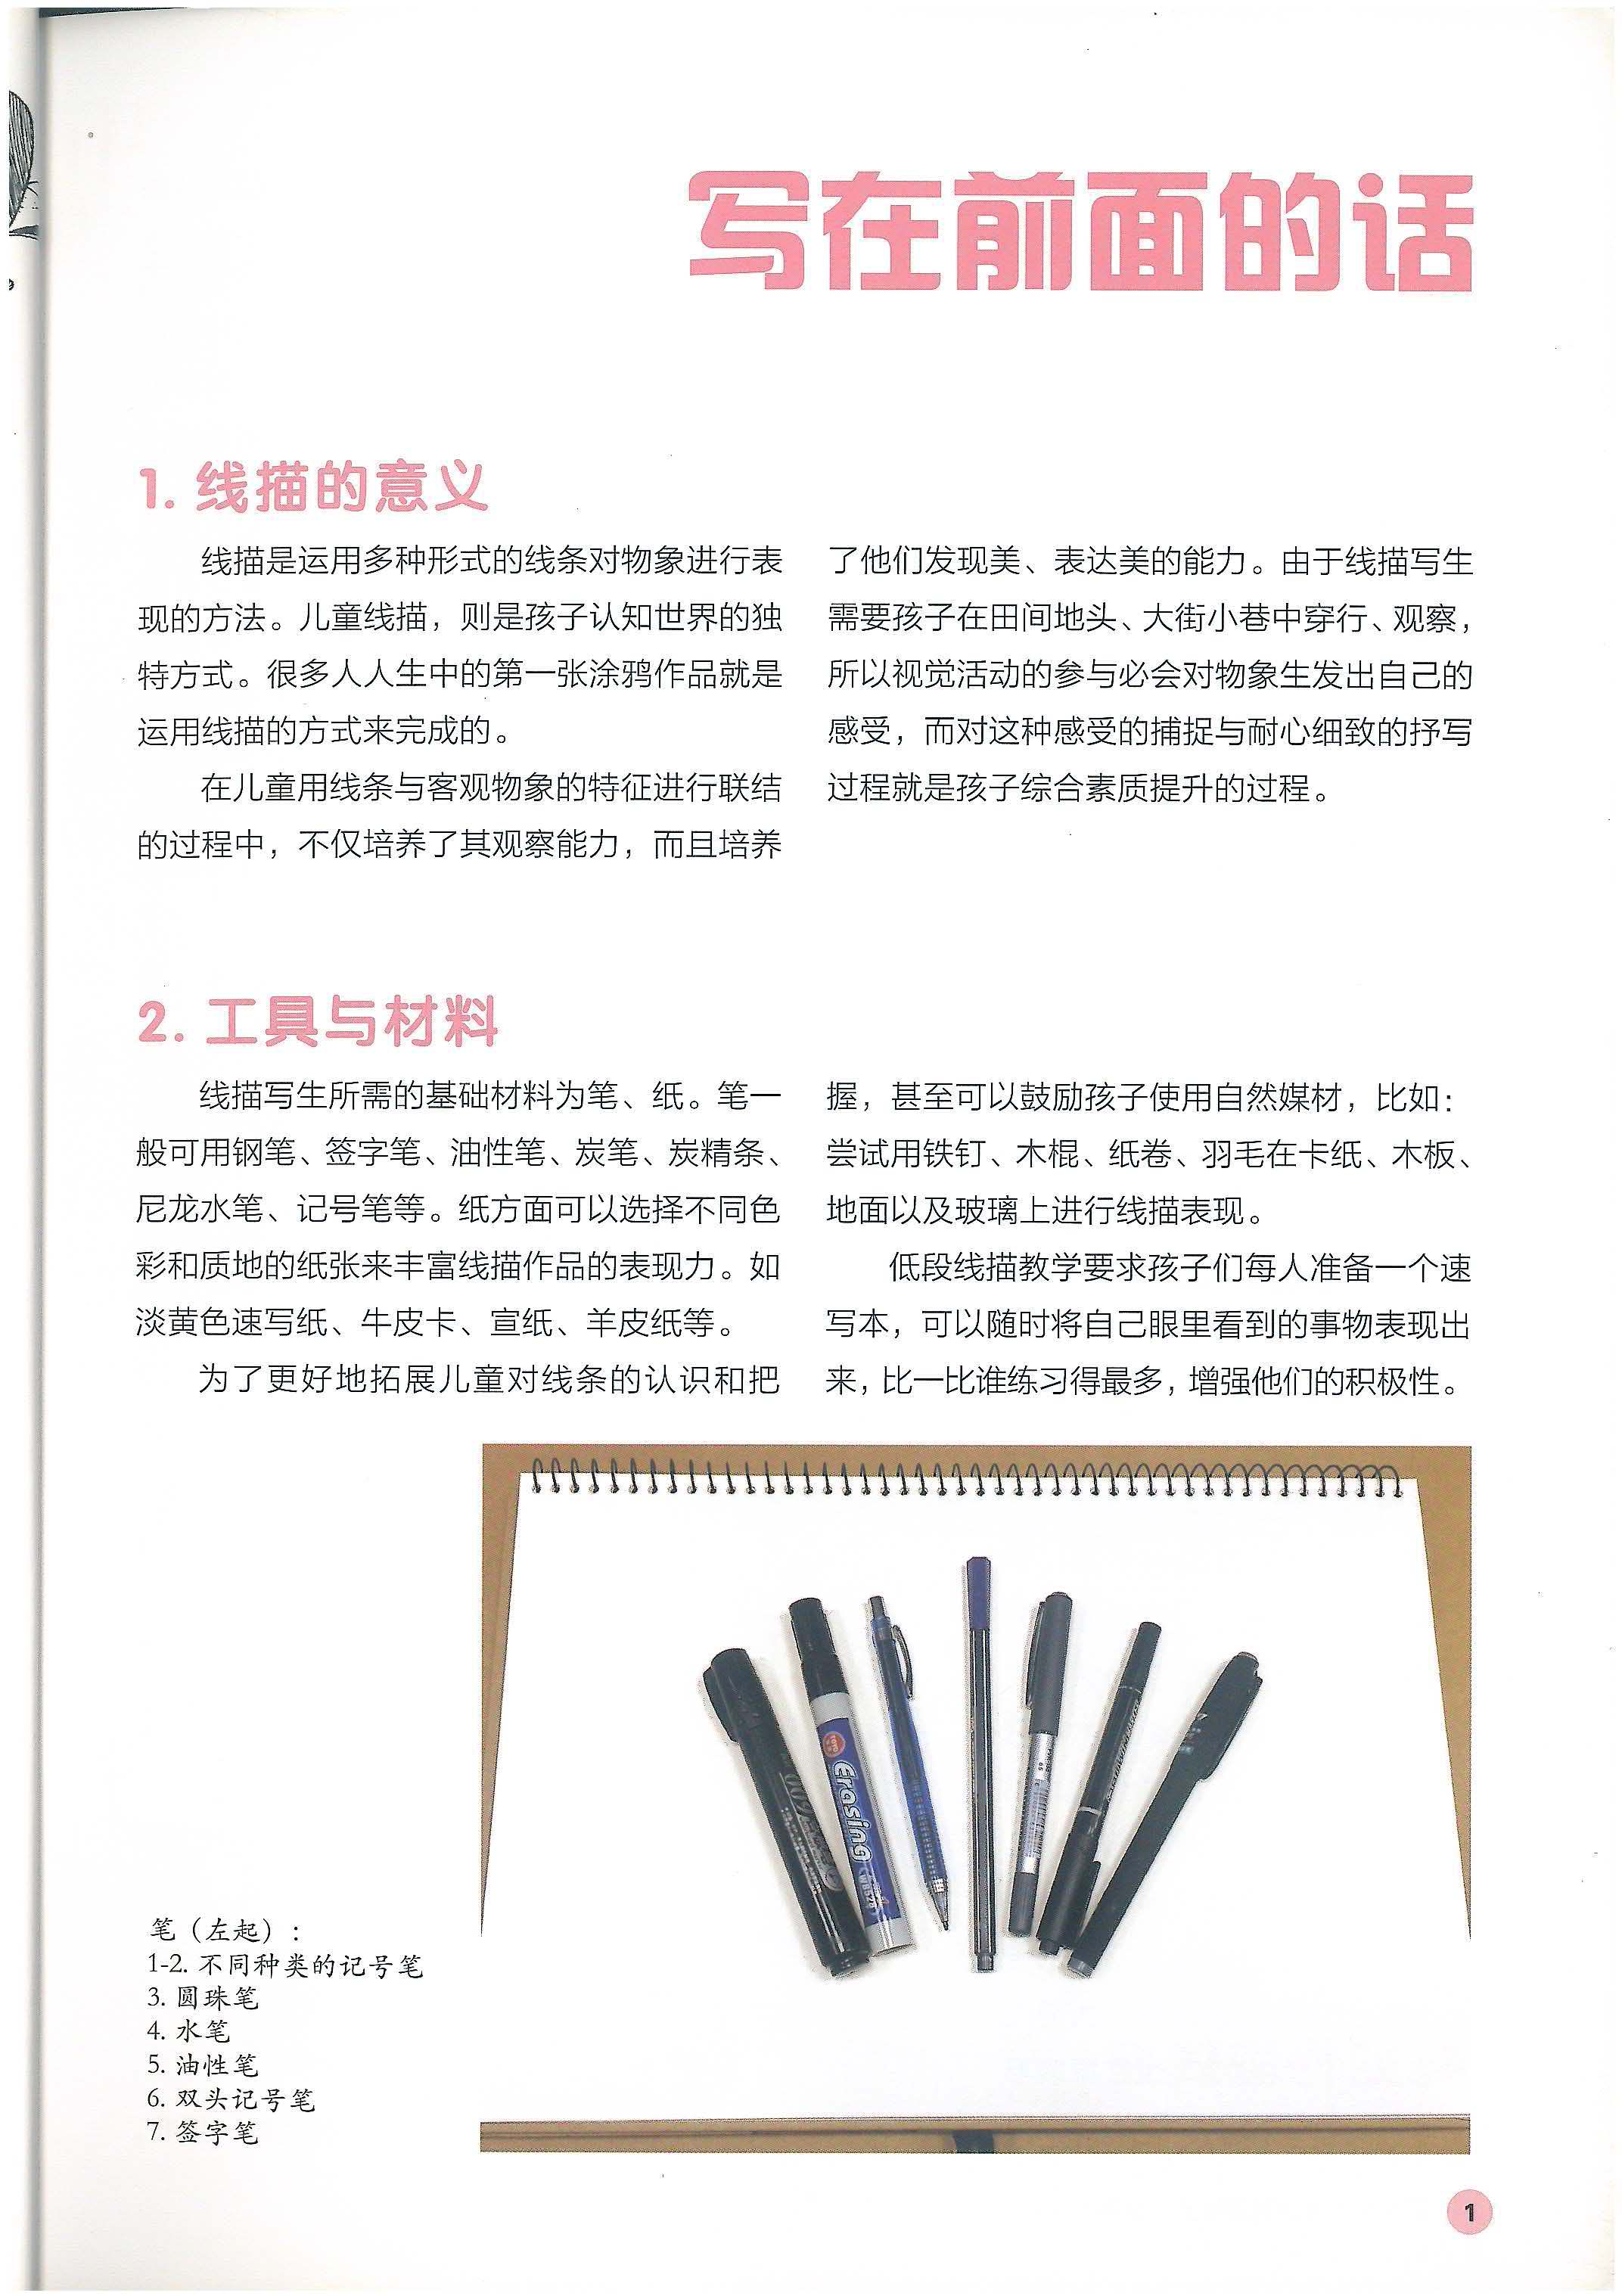 写在前面的话
1. 线描的意义
线描是运用多种形式的线条对物象进行表
现的方法。儿童线描，则是孩子认知世界的独
特方式。很多人人生中的第一张涂鸦作品就是
运用线描的方式来完成的。
在儿童用线条与客观物象的特征进行联结
的过程中，不仅培养了其观察能力，而且培养
了他们发现美、表达美的能力。由于线描写生
需要孩子在田间地头、大街小巷中穿行、观察，
所以视觉活动的参与必会对物象生发出自己的
感受，而对这种感受的捕捉与耐心细致的抒写
过程就是孩子综合素质提升的过程。
2. 工具与材料
线描写生所需的基础材料为笔、纸。笔一
般可用钢笔、签字笔、油性笔、炭笔、炭精条、
尼龙水笔、记号笔等。纸方面可以选择不同色
彩和质地的纸张来丰富线描作品的表现力。如
淡黄色速写纸、牛皮卡、宣纸、羊皮纸等。
为了更好地拓展儿童对线条的认识和把
握，甚至可以鼓励孩子使用自然媒材，比如：
尝试用铁钉、木棍、纸卷、羽毛在卡纸、木板、
地面以及玻璃上进行线描表现。
低段线描教学要求孩子们每人准备一个速
写本，可以随时将自己眼里看到的事物表现出
来，比一比谁练习得最多，增强他们的积极性。
Erasing
笔（左起）：
1-2. 不同种类的记号笔
3. 圆珠笔
4. 水笔
5. 油性笔
6. 双头记号笔
7. 签字笔
1